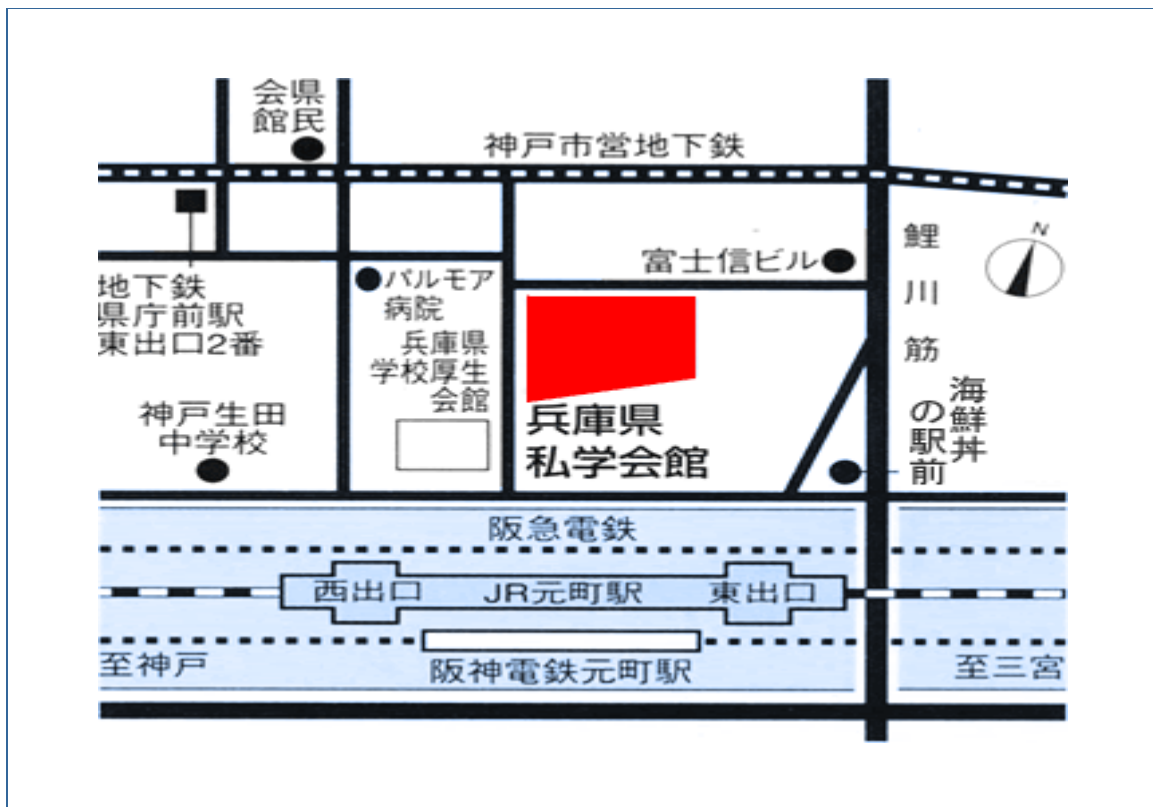 会県
館民
神戸市営地下鉄
N
鯉川筋
富士信ビル
地下鉄
県庁前駅
東出口2番
パルモア
病院
兵庫県
学校厚生
会館
神戸生田
中学校
兵庫県
私学会館
海鮮丼
の駅前
阪急電鉄
西出口
JR元町駅
東出口
至神戸
阪神電鉄元町駅
至三宮